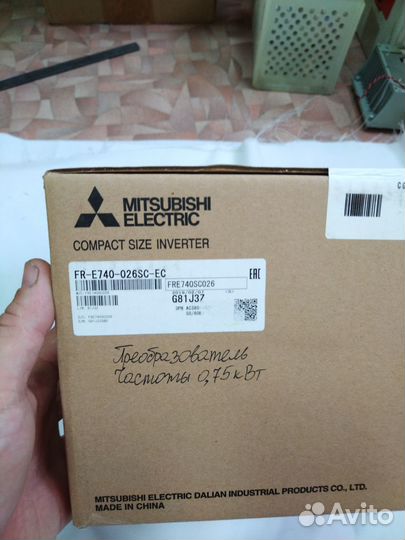 MITSUBISHI
ELECTRIC
COMPACT SIZE INVERTER
FR-E740-026SC-EC
EAC
FRE740SC026
G81J37
Преобразователь
Частоты 0,75 кВт
MITSUBISHI ELECTRIC DALIAN INDUSTRIAL PRODUCTS CO., LTD.
MADE IN CHINA
Avito